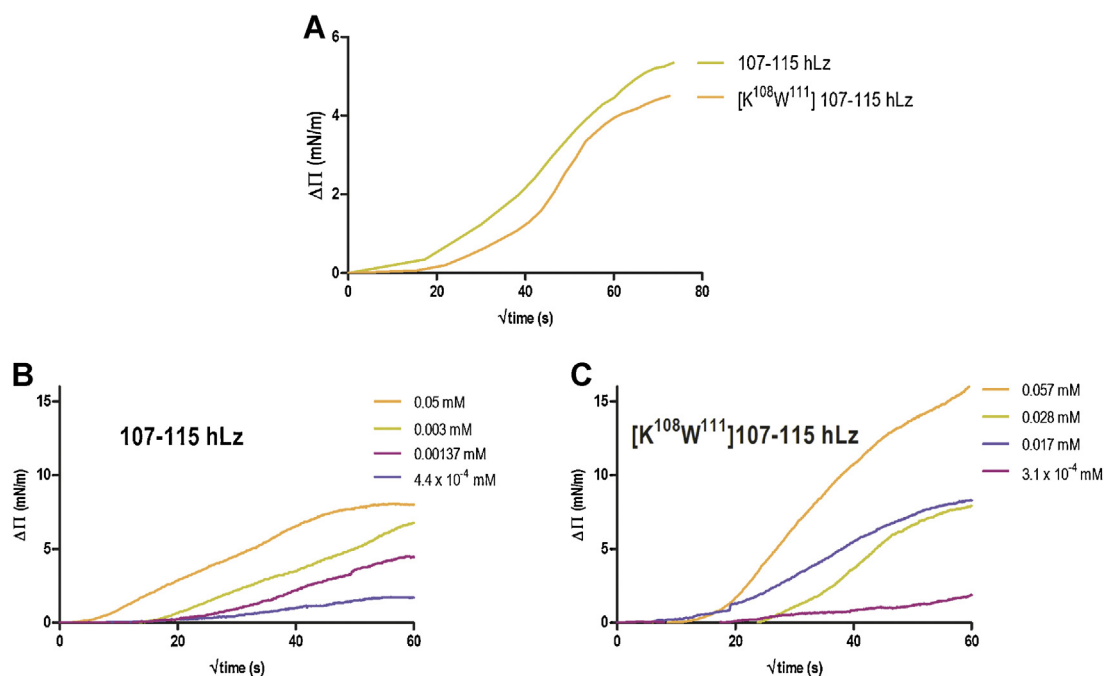 A
6
4
2
0
ΔΠ (mN/m)
0 20 40 60 80
√time (s)
107-115 hLz
[K¹⁰⁸W¹¹¹] 107-115 hLz
B
15
10
5
0
ΔΠ (mN/m)
107-115 hLz
0 20 40 60
√time (s)
0.05 mM
0.003 mM
0.00137 mM
4.4 x 10⁻⁴ mM
C
15
10
5
0
ΔΠ (mN/m)
[K¹⁰⁸W¹¹¹]107-115 hLz
0 20 40 60
√time (s)
0.057 mM
0.028 mM
0.017 mM
3.1 x 10⁻⁴ mM